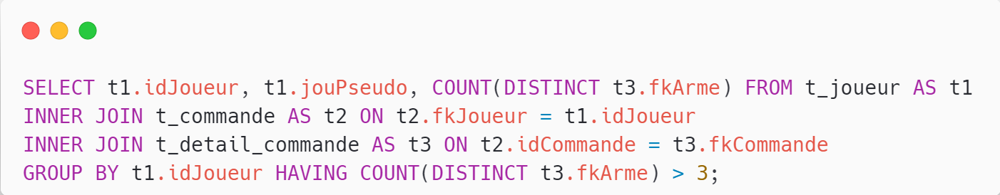 SELECT t1.idJoueur, t1.jouPseudo, COUNT(DISTINCT t3.fkArme) FROM t_joueur AS t1
INNER JOIN t_commande AS t2 ON t2.fkJoueur = t1.idJoueur
INNER JOIN t_detail_commande AS t3 ON t2.idCommande = t3.fkCommande
GROUP BY t1.idJoueur HAVING COUNT(DISTINCT t3.fkArme) > 3;